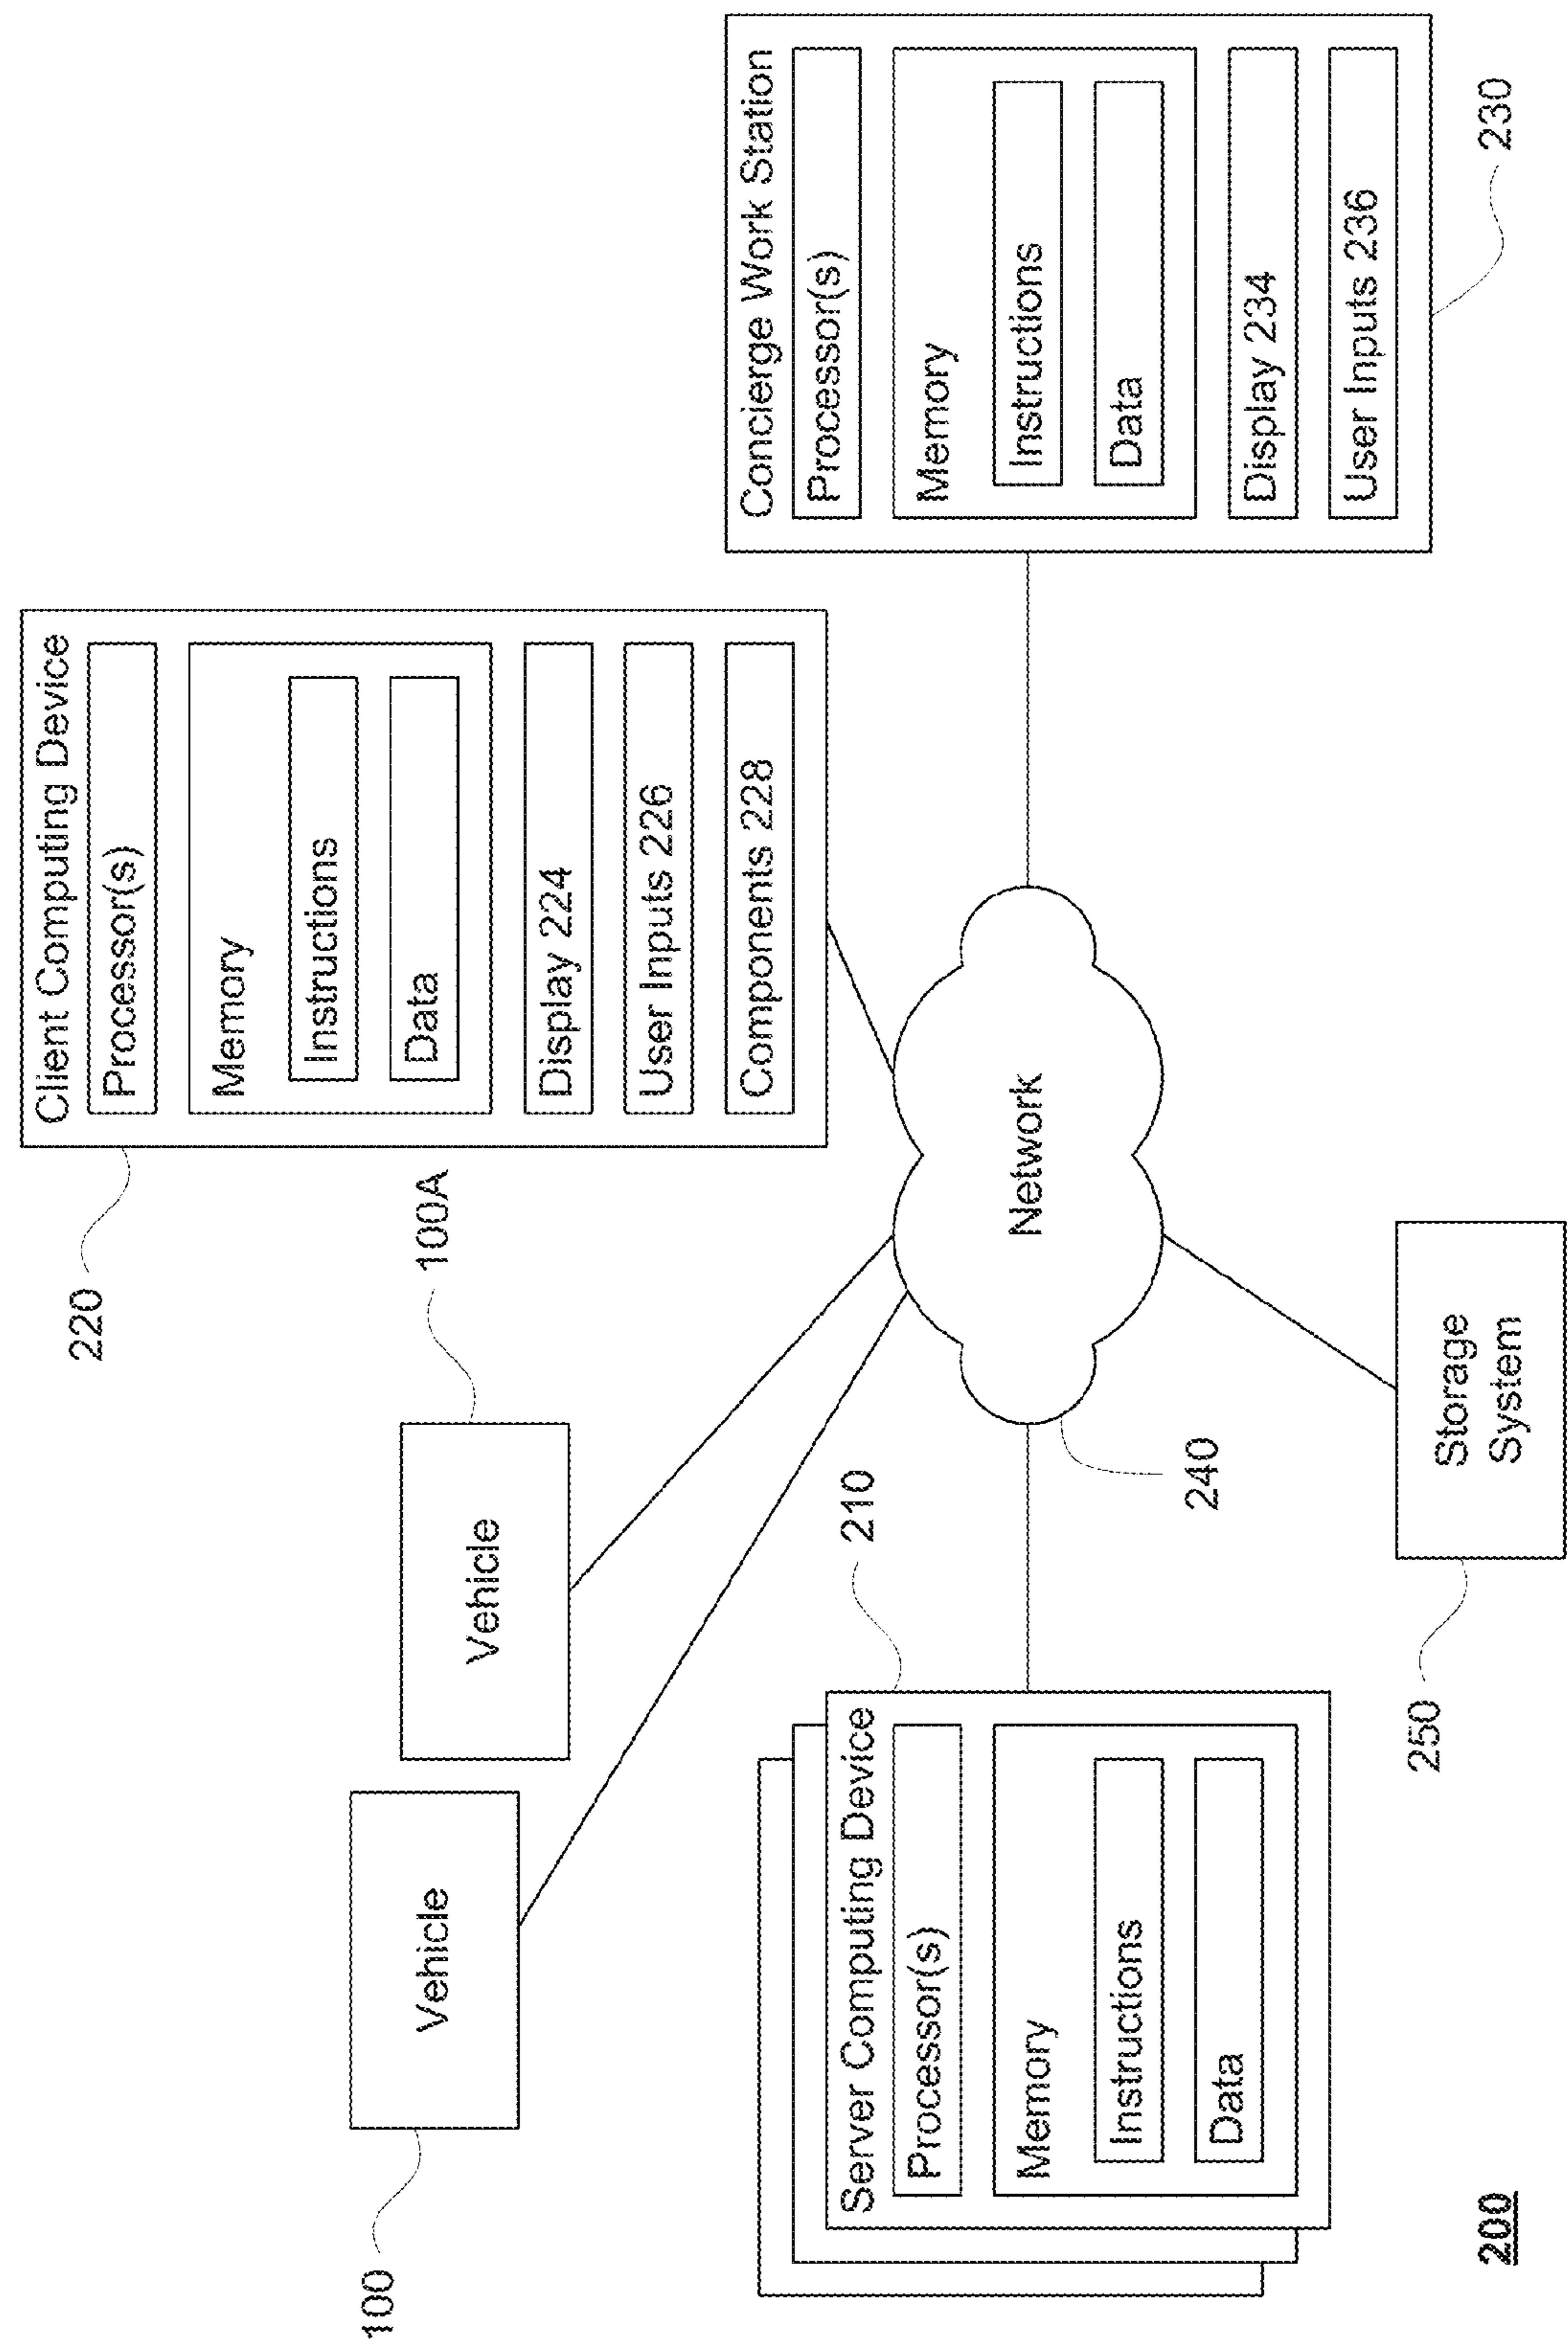 Client Computing Device
Processor(s)
Memory
Instructions
Data
Display 224
User Inputs 226
Components 228
220
100A
Vehicle
Vehicle
100
Concierge Work Station
Processor(s)
Memory
Instructions
Data
Display 234
User Inputs 236
230
Network
240
210
Server Computing Device
Processor(s)
Memory
Instructions
Data
Storage
System
250
200